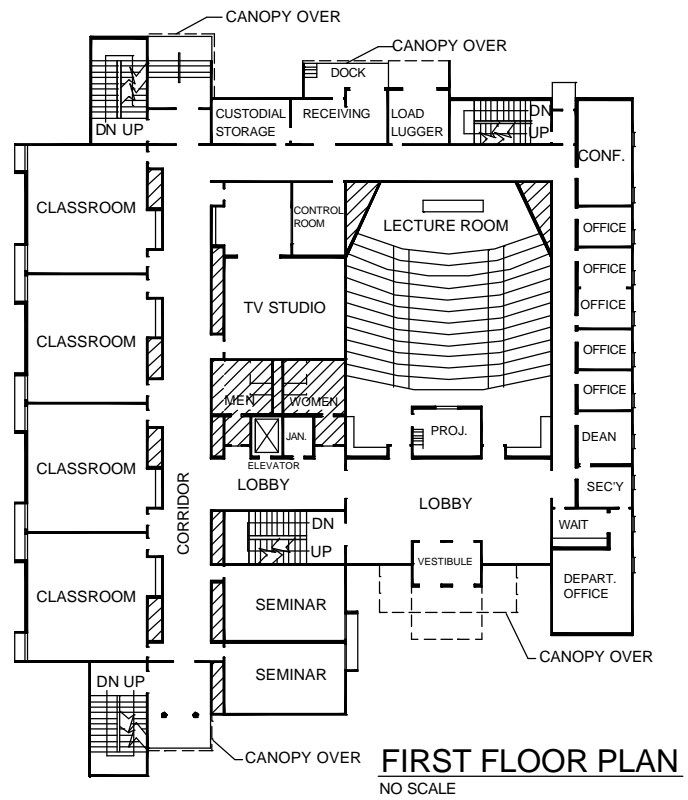 CANOPY OVER
CANOPY OVER
DOCK
DN UP
CUSTODIAL
STORAGE
RECEIVING
LOAD
LUGGER
DN
UP
CONF.
CLASSROOM
CONTROL
ROOM
LECTURE ROOM
OFFICE
OFFICE
TV STUDIO
OFFICE
CLASSROOM
OFFICE
OFFICE
MEN
WOMEN
PROJ.
JAN.
DEAN
CLASSROOM
ELEVATOR
LOBBY
LOBBY
SEC'Y
CORRIDOR
DN
UP
WAIT
VESTIBULE
DEPART.
OFFICE
CLASSROOM
SEMINAR
CANOPY OVER
SEMINAR
DN UP
CANOPY OVER
FIRST FLOOR PLAN
NO SCALE